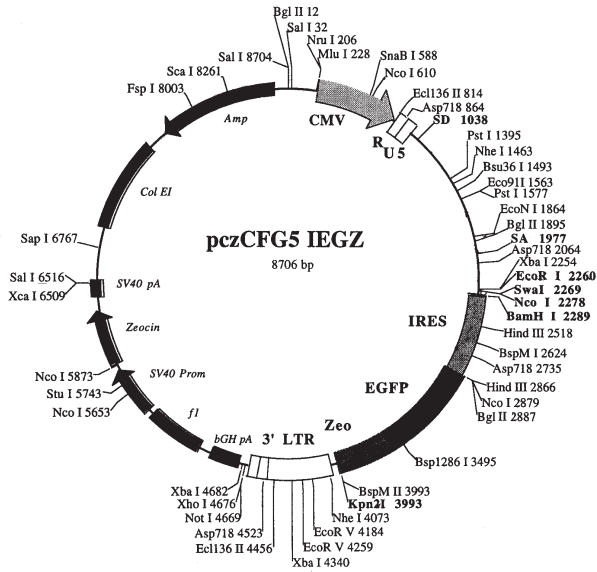 Bgl II 12
Sal I 32
Nru I 206
Mlu I 228
SnaB I 588
Nco I 610
Ecl136 II 814
Asp718 864
SD 1038
Pst I 1395
Nhe I 1463
Bsu36 I 1493
Eco91I 1563
Pst I 1577
EcoN I 1864
Bgl II 1895
SA 1977
Asp718 2064
Xba I 2254
EcoR I 2260
SwaI 2269
Nco I 2278
BamH I 2289
Hind III 2518
BspM I 2624
Asp718 2735
Hind III 2866
Nco I 2879
Bgl II 2887
Bsp1286 I 3495
BspM II 3993
Kpn2I 3993
Nhe I 4073
EcoR V 4184
EcoR V 4259
Xba I 4340
Ecl136 II 4456
Asp718 4523
Not I 4669
Xho I 4676
Xba I 4682
Nco I 5653
Stu I 5743
Nco I 5873
Xca I 6509
Sal I 6516
Sap I 6767
Fsp I 8003
Sca I 8261
Sal I 8704
CMV
R U 5
IRES
EGFP
Zeo
3' LTR
bGH pA
f1
SV40 Prom
Zeocin
SV40 pA
Col EI
Amp
pczCFG5 IEGZ
8706 bp